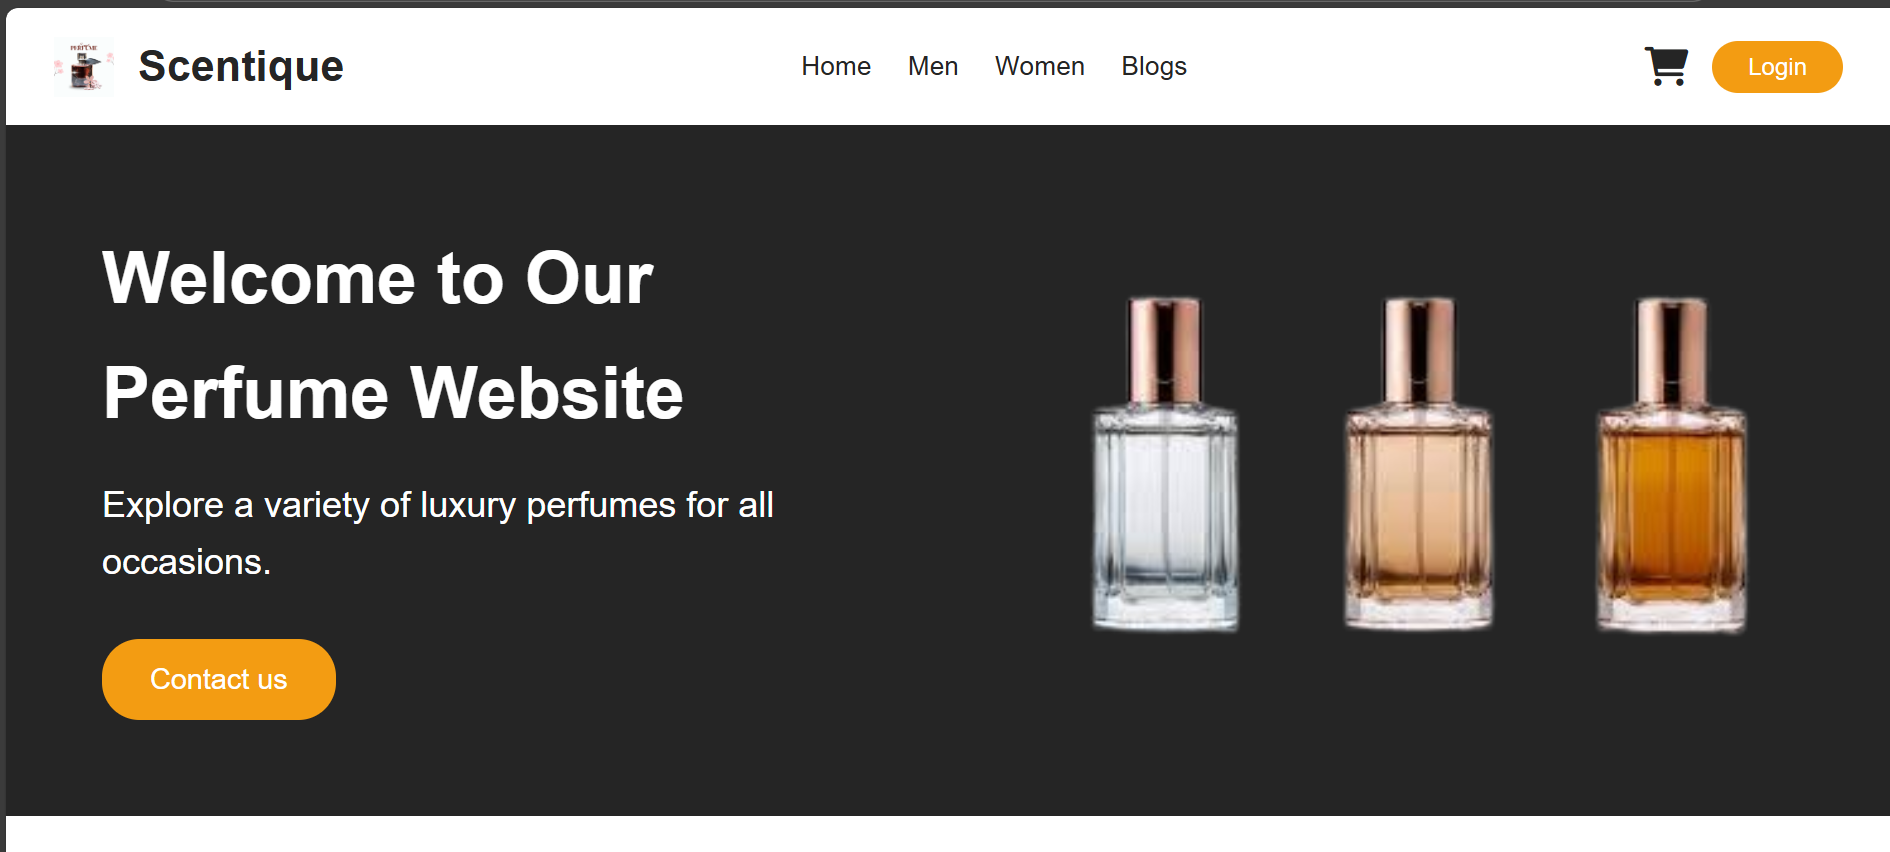 PERFUME
Scentique
Home Men Women Blogs
Login
Welcome to Our
Perfume Website
Explore a variety of luxury perfumes for all
occasions.
Contact us